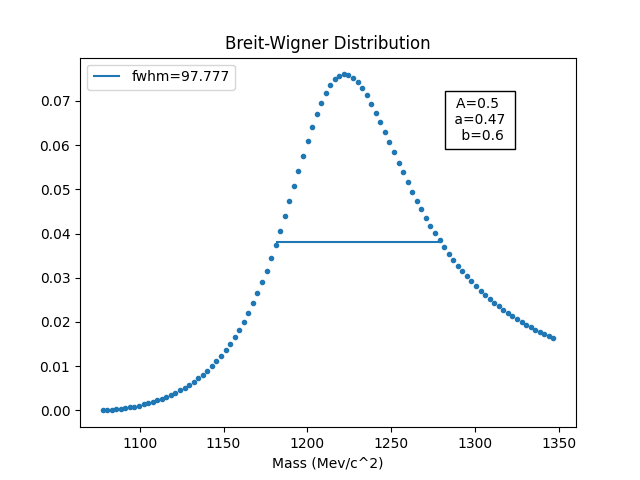 Breit-Wigner Distribution
fwhm=97.777
A=0.5
a=0.47
b=0.6
0.07
0.06
0.05
0.04
0.03
0.02
0.01
0.00
1100 1150 1200 1250 1300 1350
Mass (Mev/c^2)